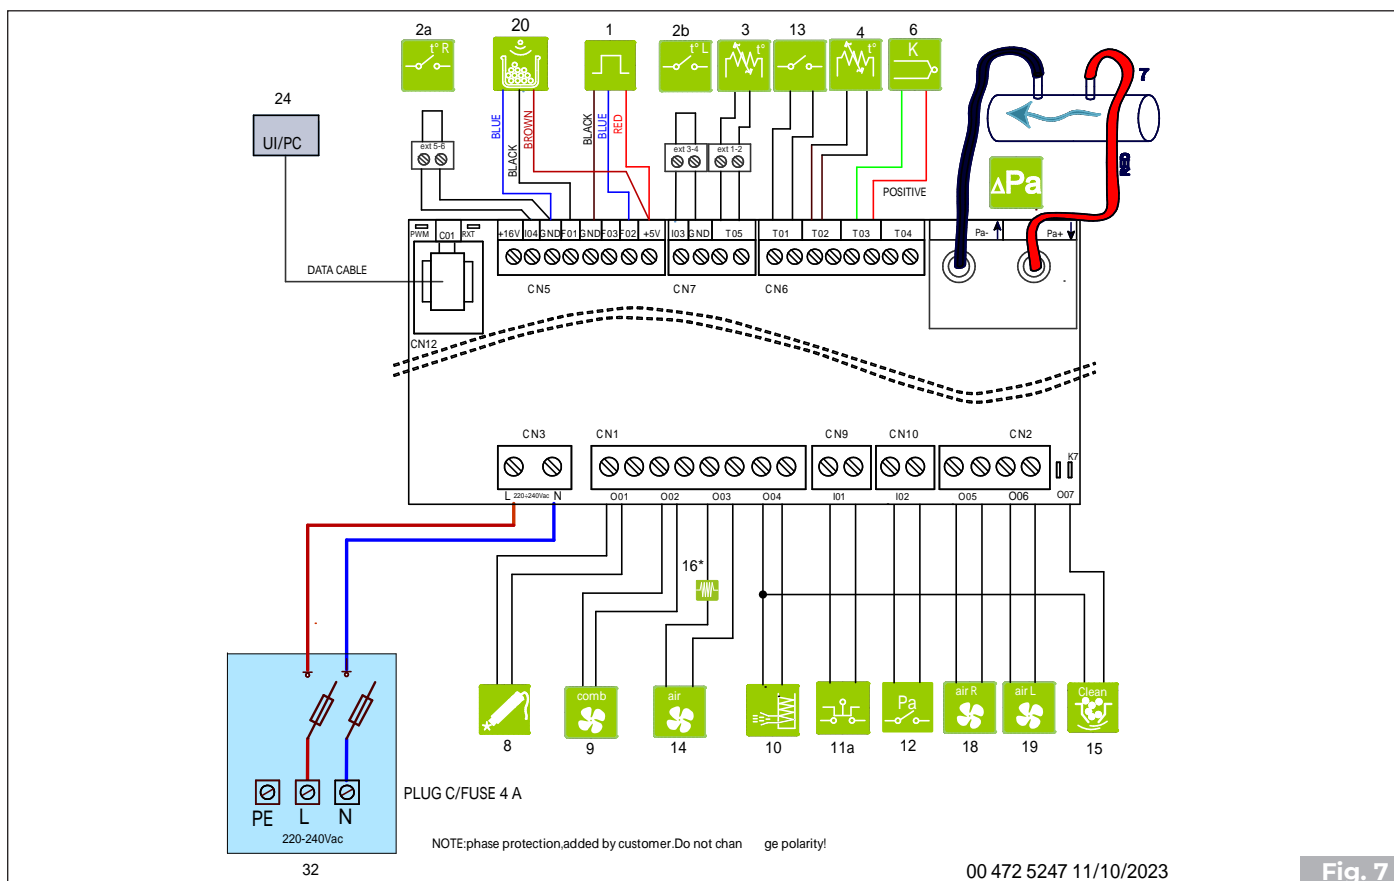 2a 20 1 2b 3 13 4 6
t° R t° L t° t° K
7
24
UI/PC
BLUE BLACK BROWN BLACK BLUE RED
ext 5-6 ext 3-4 ext 1-2
RED
POSITIVE
ΔPa
PWM C01 RXT +16V I04 GND F01 GND F03 F02 +5V I03 GND T05 T01 T02 T03 T04 Pa- Pa+
DATA CABLE
CN5 CN7 CN6
CN12
CN3 CN1 CN9 CN10 CN2
K7
L 220÷240Vac N O01 O02 O03 O04 I01 I02 O05 O06 O07
16*
comb air Pa air R air L Clean
8 9 14 10 11a 12 18 19 15
PLUG C/FUSE 4 A
PE L N
220-240Vac
NOTE:phase protection,added by customer.Do not chan ge polarity!
32
00 472 5247 11/10/2023
Fig. 7